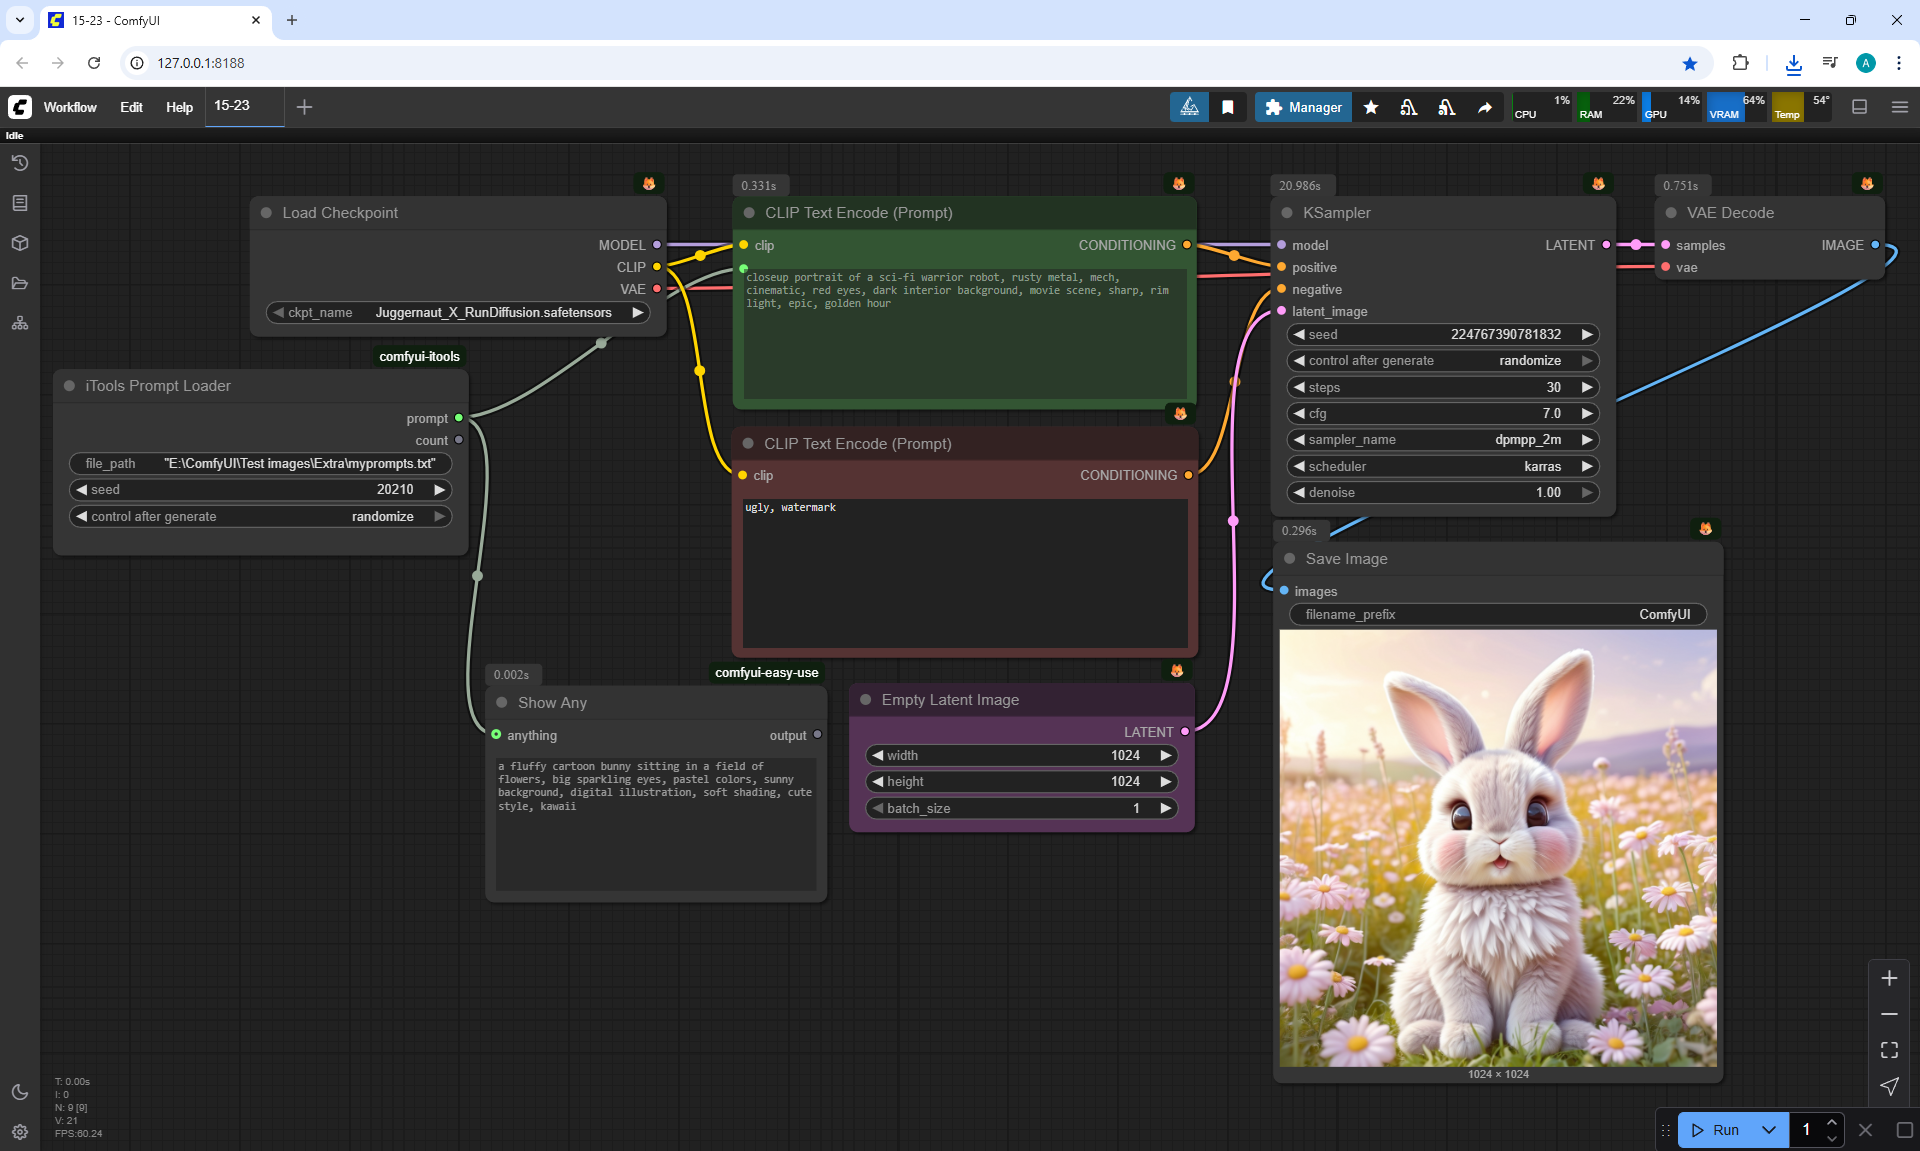 15-23 - ComfyUI
127.0.0.1:8188
A
Workflow Edit Help 15-23
Manager
CPU 1% RAM 22% GPU 14% VRAM 64% Temp 54°
Idle
Load Checkpoint
MODEL
CLIP
VAE
ckpt_name Juggernaut_X_RunDiffusion.safetensors
comfyui-itools
iTools Prompt Loader
prompt
count
file_path "E:\ComfyUI\Test images\Extra\myprompts.txt"
seed 20210
control after generate randomize
0.331s
CLIP Text Encode (Prompt)
clip CONDITIONING
closeup portrait of a sci-fi warrior robot, rusty metal, mech,
cinematic, red eyes, dark interior background, movie scene, sharp, rim
light, epic, golden hour
CLIP Text Encode (Prompt)
clip CONDITIONING
ugly, watermark
0.002s
comfyui-easy-use
Show Any
anything output
a fluffy cartoon bunny sitting in a field of
flowers, big sparkling eyes, pastel colors, sunny
background, digital illustration, soft shading, cute
style, kawaii
Empty Latent Image
LATENT
width 1024
height 1024
batch_size 1
20.986s
KSampler
model LATENT
positive
negative
latent_image
seed 224767390781832
control after generate randomize
steps 30
cfg 7.0
sampler_name dpmpp_2m
scheduler karras
denoise 1.00
0.751s
VAE Decode
samples IMAGE
vae
0.296s
Save Image
images
filename_prefix ComfyUI
1024 × 1024
T: 0.00s
I: 0
N: 9 [9]
V: 21
FPS:60.24
Run 1